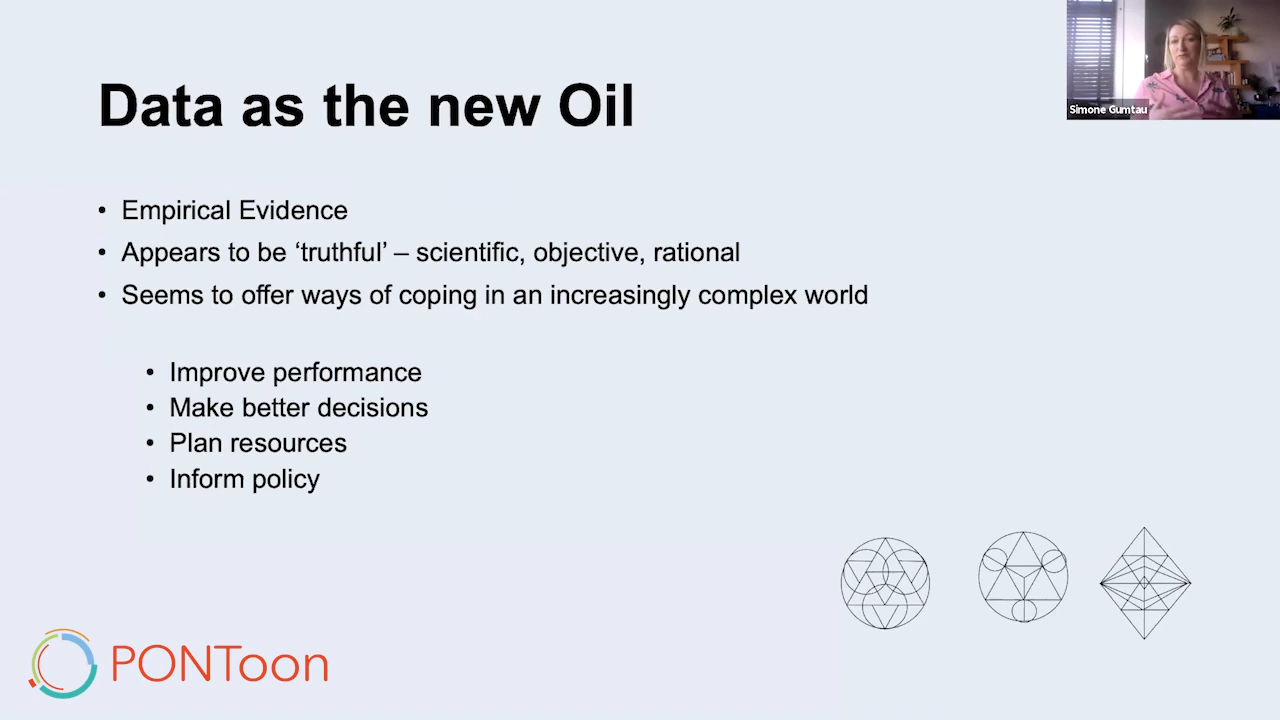 Simone Gumtau
Data as the new Oil
• Empirical Evidence
• Appears to be ‘truthful’ – scientific, objective, rational
• Seems to offer ways of coping in an increasingly complex world
• Improve performance
• Make better decisions
• Plan resources
• Inform policy
PONToon